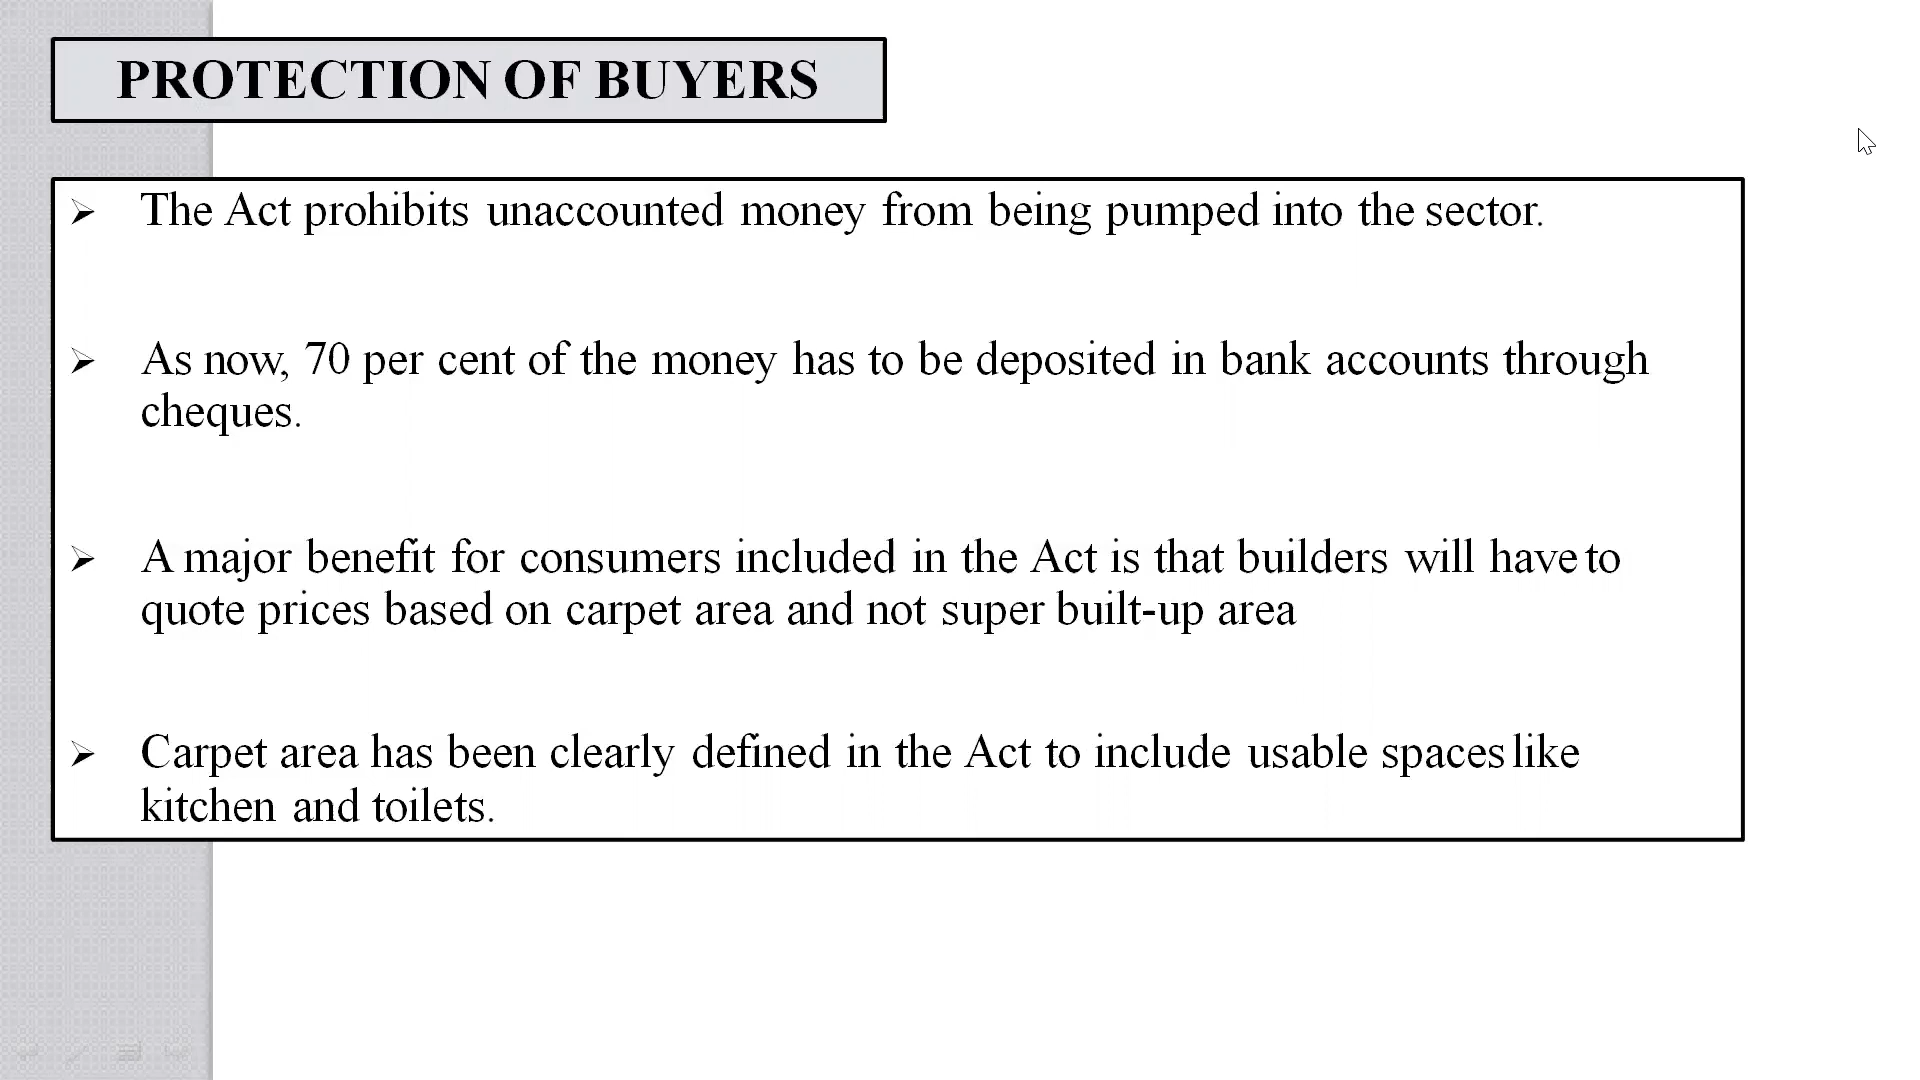 PROTECTION OF BUYERS
The Act prohibits unaccounted money from being pumped into the sector.
As now, 70 per cent of the money has to be deposited in bank accounts through
cheques.
A major benefit for consumers included in the Act is that builders will have to
quote prices based on carpet area and not super built-up area
Carpet area has been clearly defined in the Act to include usable spaces like
kitchen and toilets.